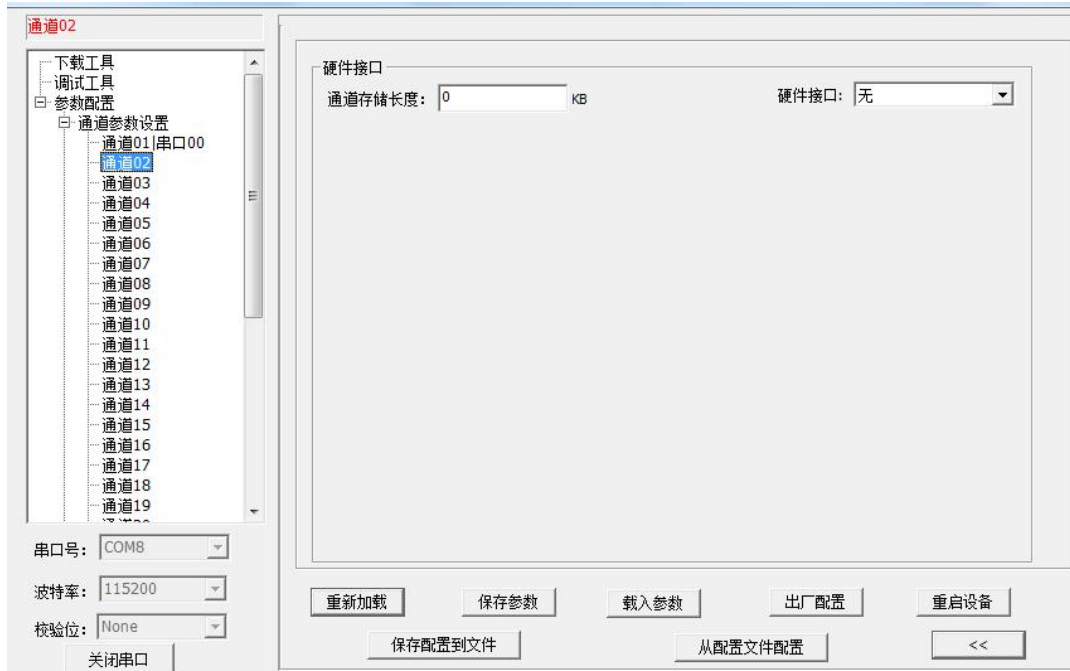 通道02
下载工具
调试工具
参数配置
通道参数设置
通道01|串口00
通道02
通道03
通道04
通道05
通道06
通道07
通道08
通道09
通道10
通道11
通道12
通道13
通道14
通道15
通道16
通道17
通道18
通道19
串口号: COM8
波特率: 115200
校验位: None
关闭串口
硬件接口
通道存储长度: 0 KB 硬件接口: 无
重新加载 保存参数 载入参数 出厂配置 重启设备
保存配置到文件 从配置文件配置 <<